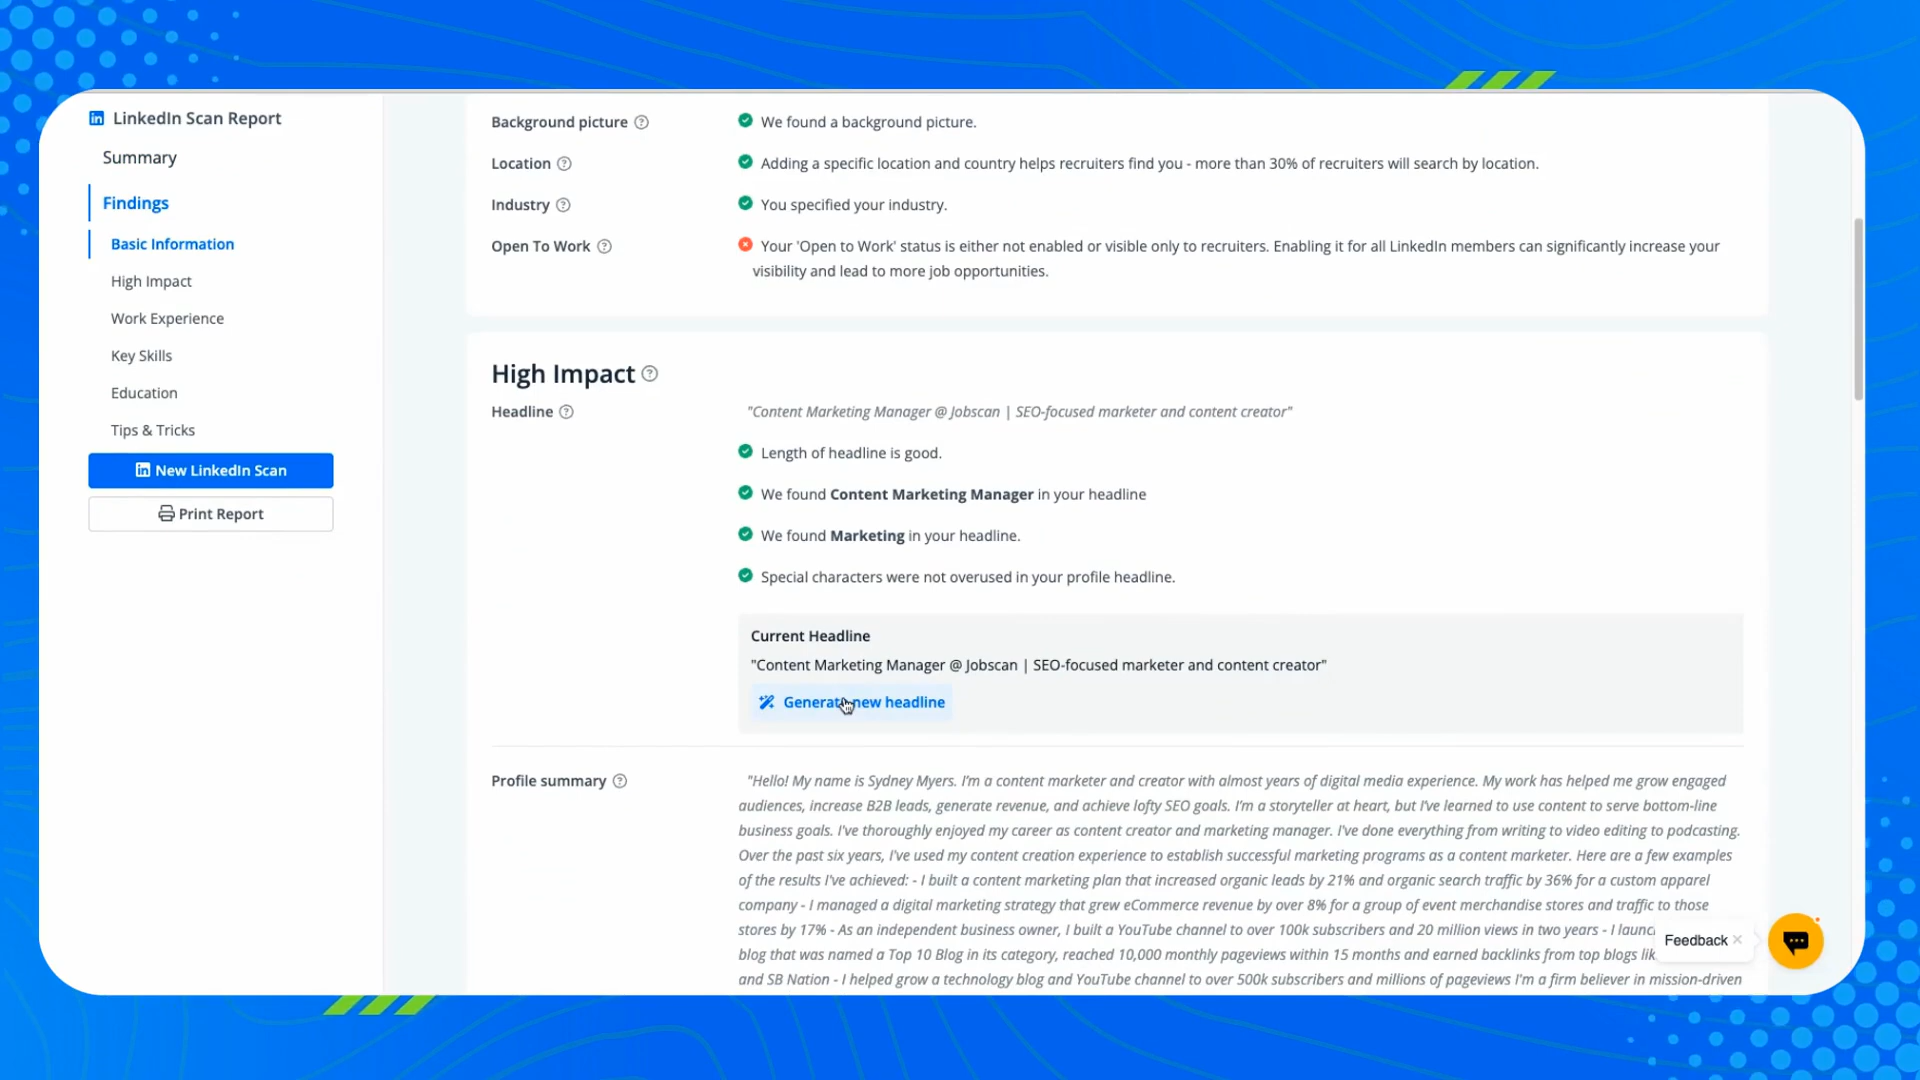 LinkedIn Scan Report
Summary
Findings
Basic Information
High Impact
Work Experience
Key Skills
Education
Tips & Tricks
New LinkedIn Scan
Print Report
Background picture
We found a background picture.
Location
Adding a specific location and country helps recruiters find you - more than 30% of recruiters will search by location.
Industry
You specified your industry.
Open To Work
Your 'Open to Work' status is either not enabled or visible only to recruiters. Enabling it for all LinkedIn members can significantly increase your
visibility and lead to more job opportunities.
High Impact
Headline
"Content Marketing Manager @ Jobscan | SEO-focused marketer and content creator"
Length of headline is good.
We found Content Marketing Manager in your headline
We found Marketing in your headline.
Special characters were not overused in your profile headline.
Current Headline
"Content Marketing Manager @ Jobscan | SEO-focused marketer and content creator"
Generate new headline
Profile summary
"Hello! My name is Sydney Myers. I'm a content marketer and creator with almost years of digital media experience. My work has helped me grow engaged
audiences, increase B2B leads, generate revenue, and achieve lofty SEO goals. I'm a storyteller at heart, but I've learned to use content to serve bottom-line
business goals. I've thoroughly enjoyed my career as content creator and marketing manager. I've done everything from writing to video editing to podcasting.
Over the past six years, I've used my content creation experience to establish successful marketing programs as a content marketer. Here are a few examples
of the results I've achieved: - I built a content marketing plan that increased organic leads by 21% and organic search traffic by 36% for a custom apparel
company - I managed a digital marketing strategy that grew eCommerce revenue by over 8% for a group of event merchandise stores and traffic to those
stores by 17% - As an independent business owner, I built a YouTube channel to over 100k subscribers and 20 million views in two years - I
blog that was named a Top 10 Blog in its category, reached 10,000 monthly pageviews within 15 months and earned backlinks from top blogs
and SB Nation - I helped grow a technology blog and YouTube channel to over 500k subscribers and millions of pageviews I'm a firm believer in mission-driven
Feedback